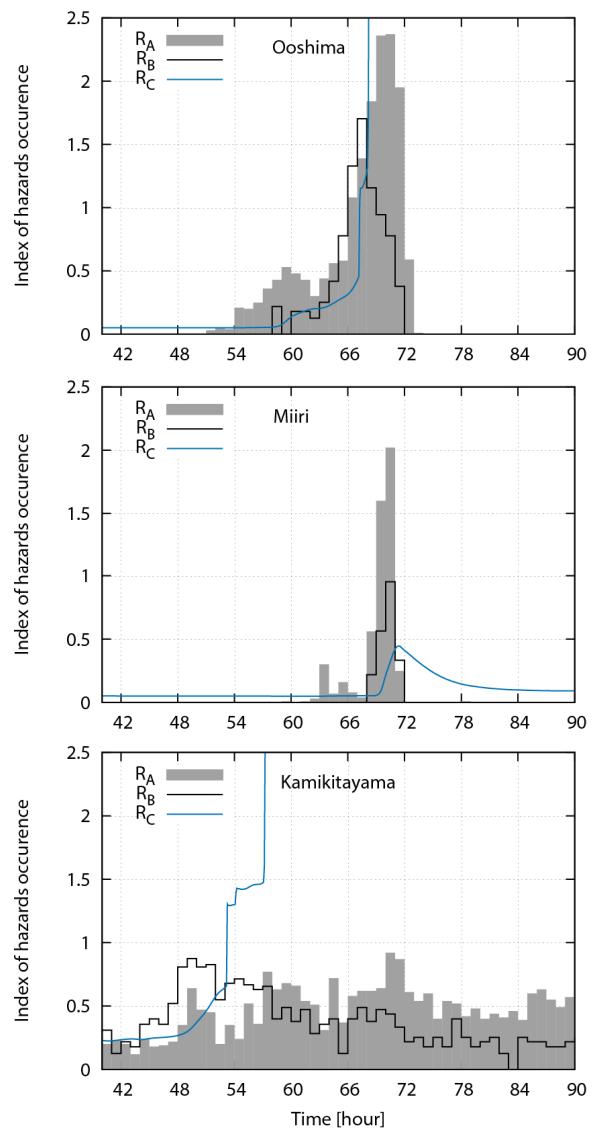 2.5
R_A
R_B
R_C
Ooshima
2
1.5
1
0.5
0
Index of hazards occurence
42 48 54 60 66 72 78 84 90
2.5
R_A
R_B
R_C
Miiri
2
1.5
1
0.5
0
Index of hazards occurence
42 48 54 60 66 72 78 84 90
2.5
R_A
R_B
R_C
Kamikitayama
2
1.5
1
0.5
0
Index of hazards occurence
42 48 54 60 66 72 78 84 90
Time [hour]